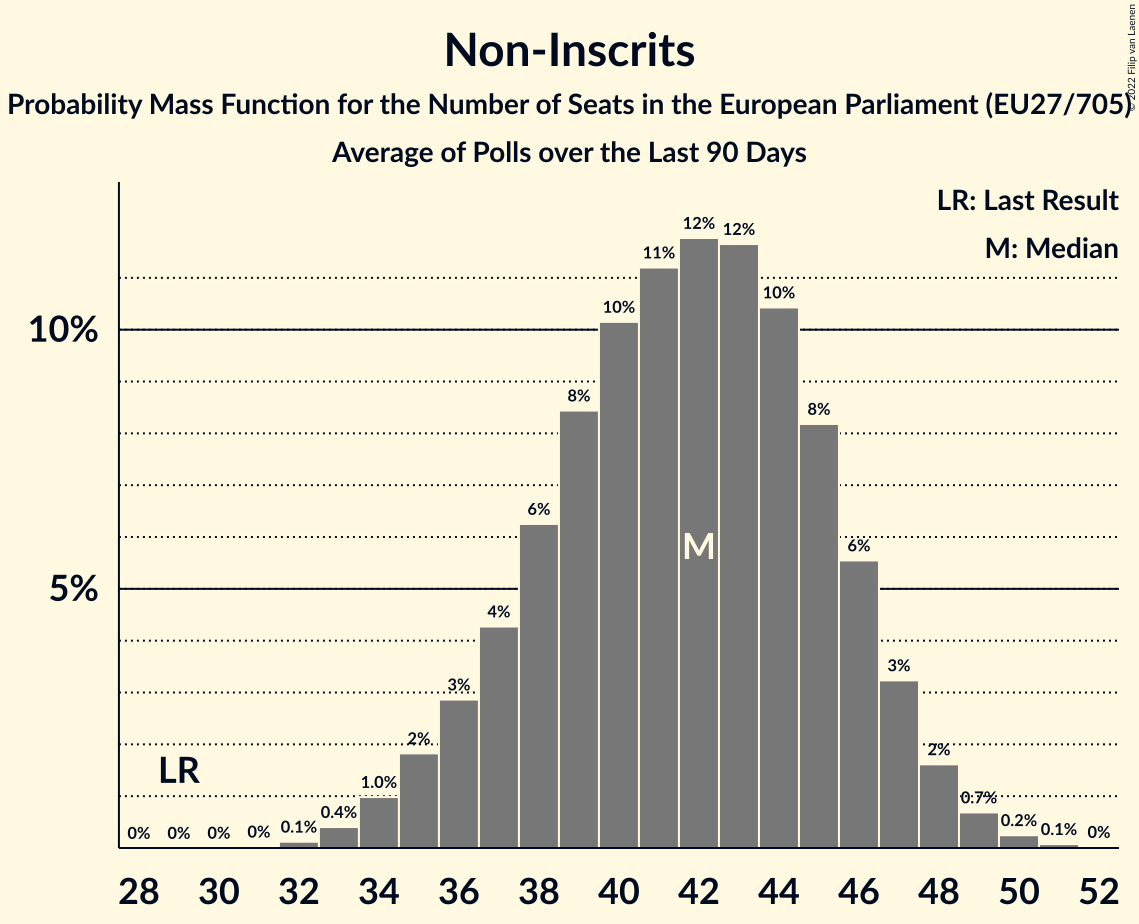 © 2022 Filip van Laenen
Non-Inscrits
Probability Mass Function for the Number of Seats in the European Parliament (EU27/705)
Average of Polls over the Last 90 Days
LR: Last Result
M: Median
10%
5%
0% 0% 0% 0% 0.1% 0.4% 1.0% 2% 3% 4% 6% 8% 10% 11% 12% 12% 10% 8% 6% 3% 2% 0.7% 0.2% 0.1% 0%
LR
M
28 30 32 34 36 38 40 42 44 46 48 50 52